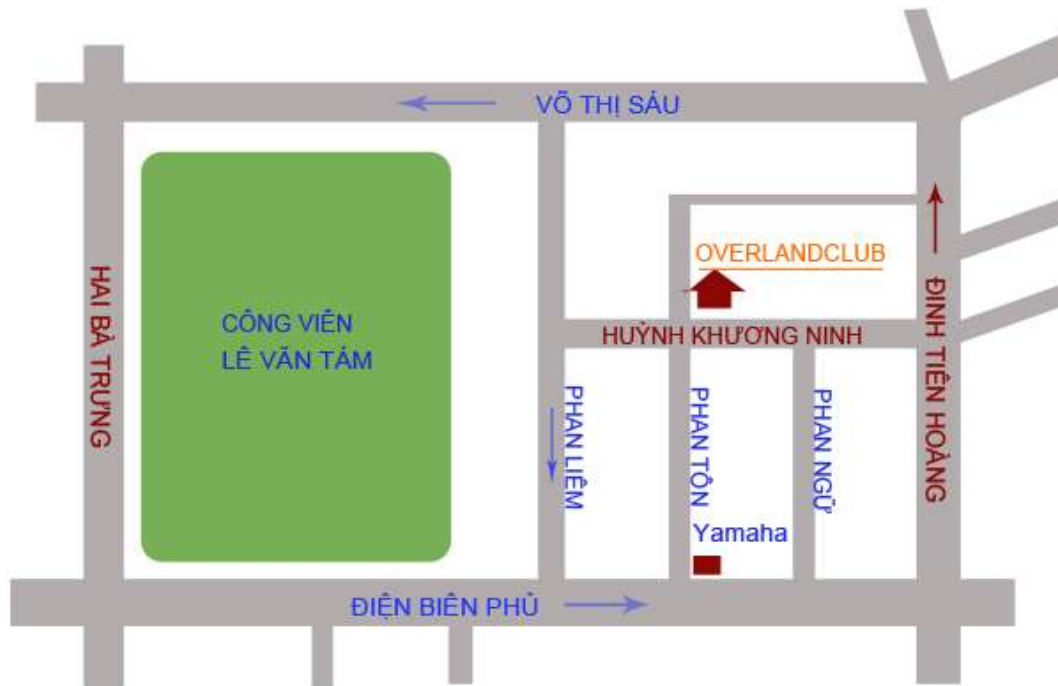 VÕ THỊ SÁU
OVERLANDCLUB
HAI BÀ TRƯNG
CÔNG VIÊN
LÊ VĂN TÁM
HUỲNH KHƯƠNG NINH
ĐINH TIÊN HOÀNG
PHAN LIÊM
PHAN TÔN
PHAN NGỮ
Yamaha
ĐIỆN BIÊN PHỦ